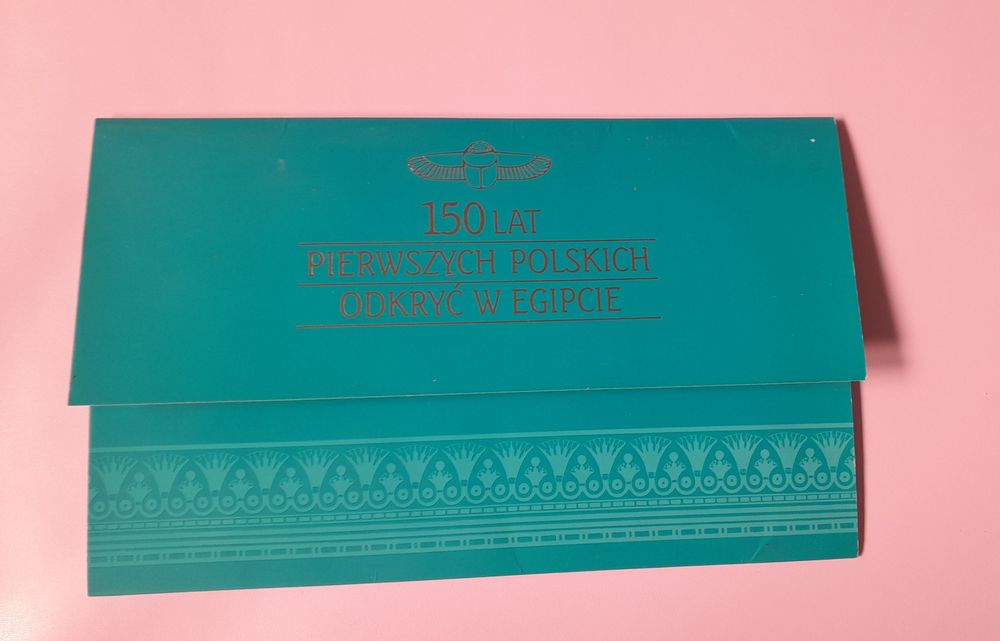 150 LAT
PIERWSZYCH POLSKICH
ODKRYĆ W EGIPCIE